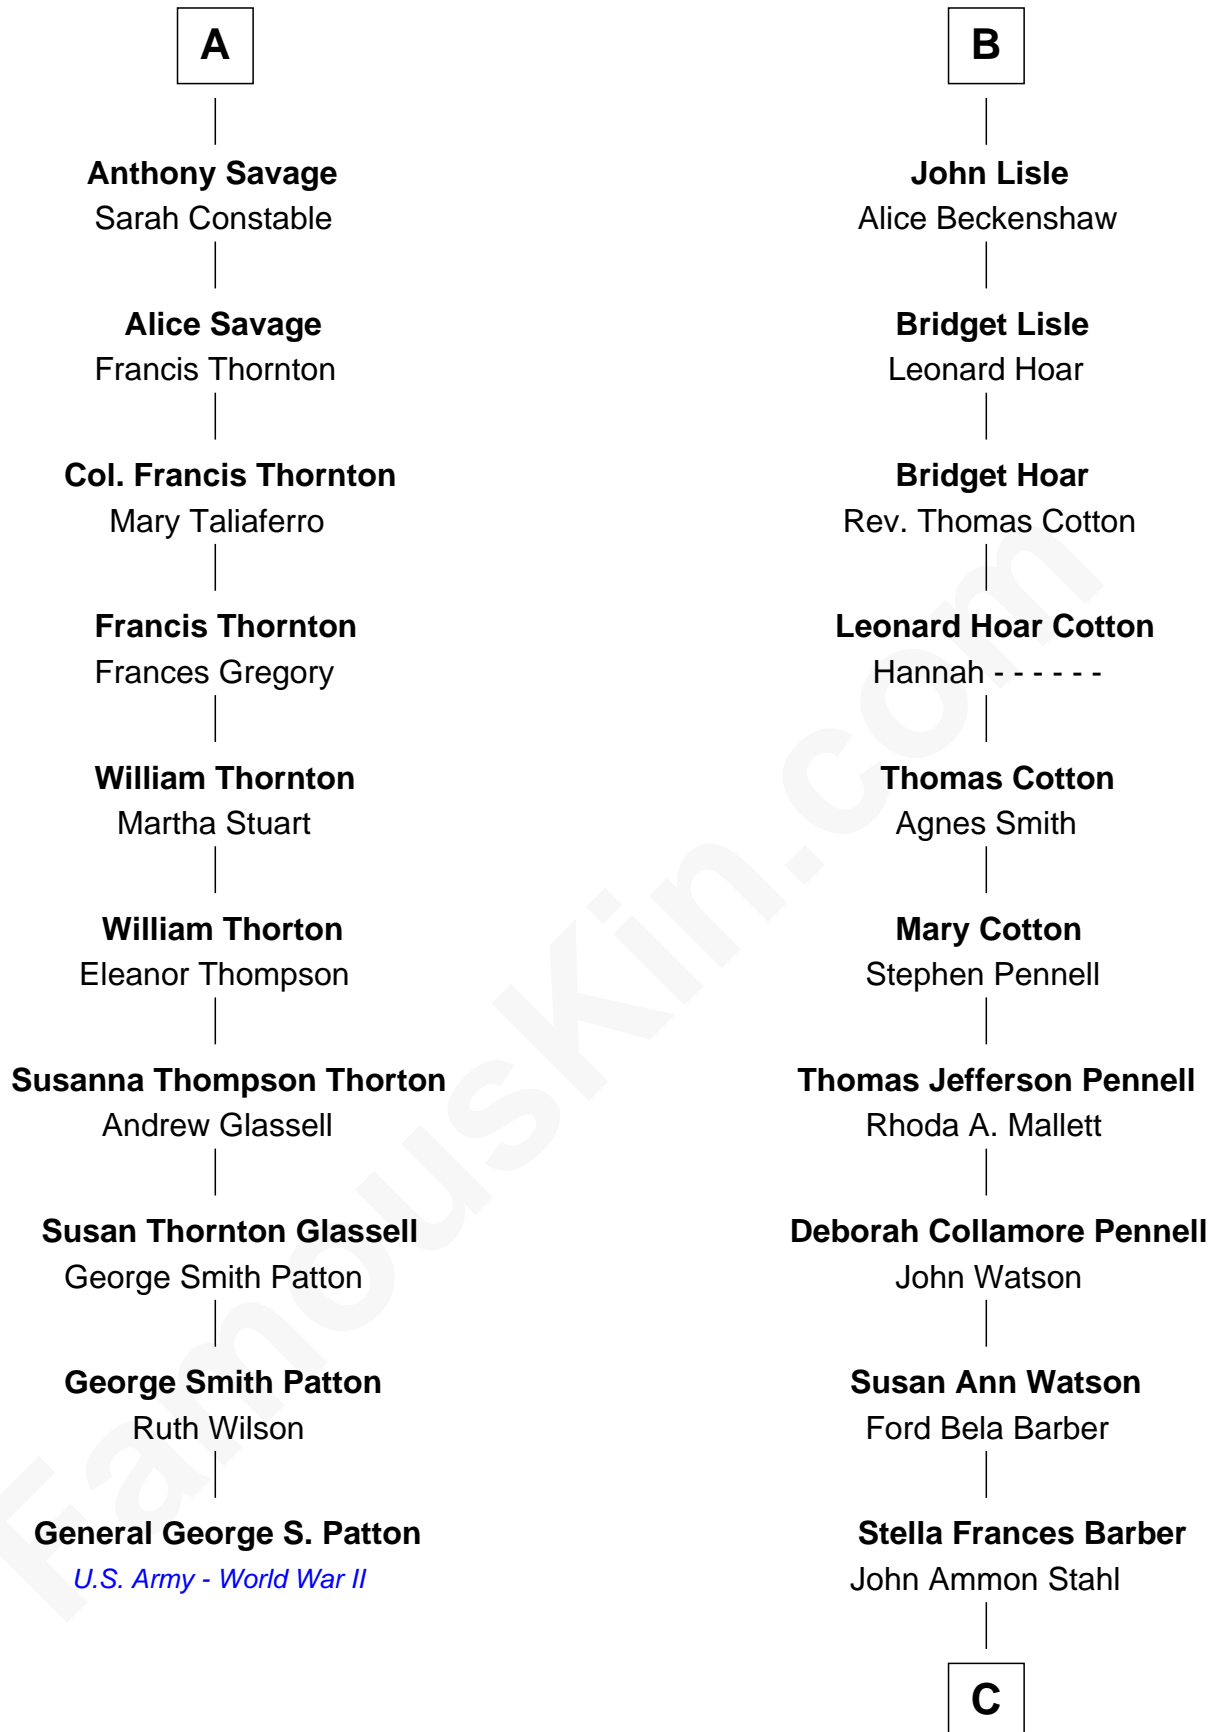 A
Anthony Savage
Sarah Constable
Alice Savage
Francis Thornton
Col. Francis Thornton
Mary Taliaferro
Francis Thornton
Frances Gregory
William Thornton
Martha Stuart
William Thorton
Eleanor Thompson
Susanna Thompson Thorton
Andrew Glassell
Susan Thornton Glassell
George Smith Patton
George Smith Patton
Ruth Wilson
General George S. Patton
U.S. Army - World War II
B
John Lisle
Alice Beckenshaw
Bridget Lisle
Leonard Hoar
Bridget Hoar
Rev. Thomas Cotton
Leonard Hoar Cotton
Hannah - - - - - -
Thomas Cotton
Agnes Smith
Mary Cotton
Stephen Pennell
Thomas Jefferson Pennell
Rhoda A. Mallett
Deborah Collamore Pennell
John Watson
Susan Ann Watson
Ford Bela Barber
Stella Frances Barber
John Ammon Stahl
C
FamousKin.com